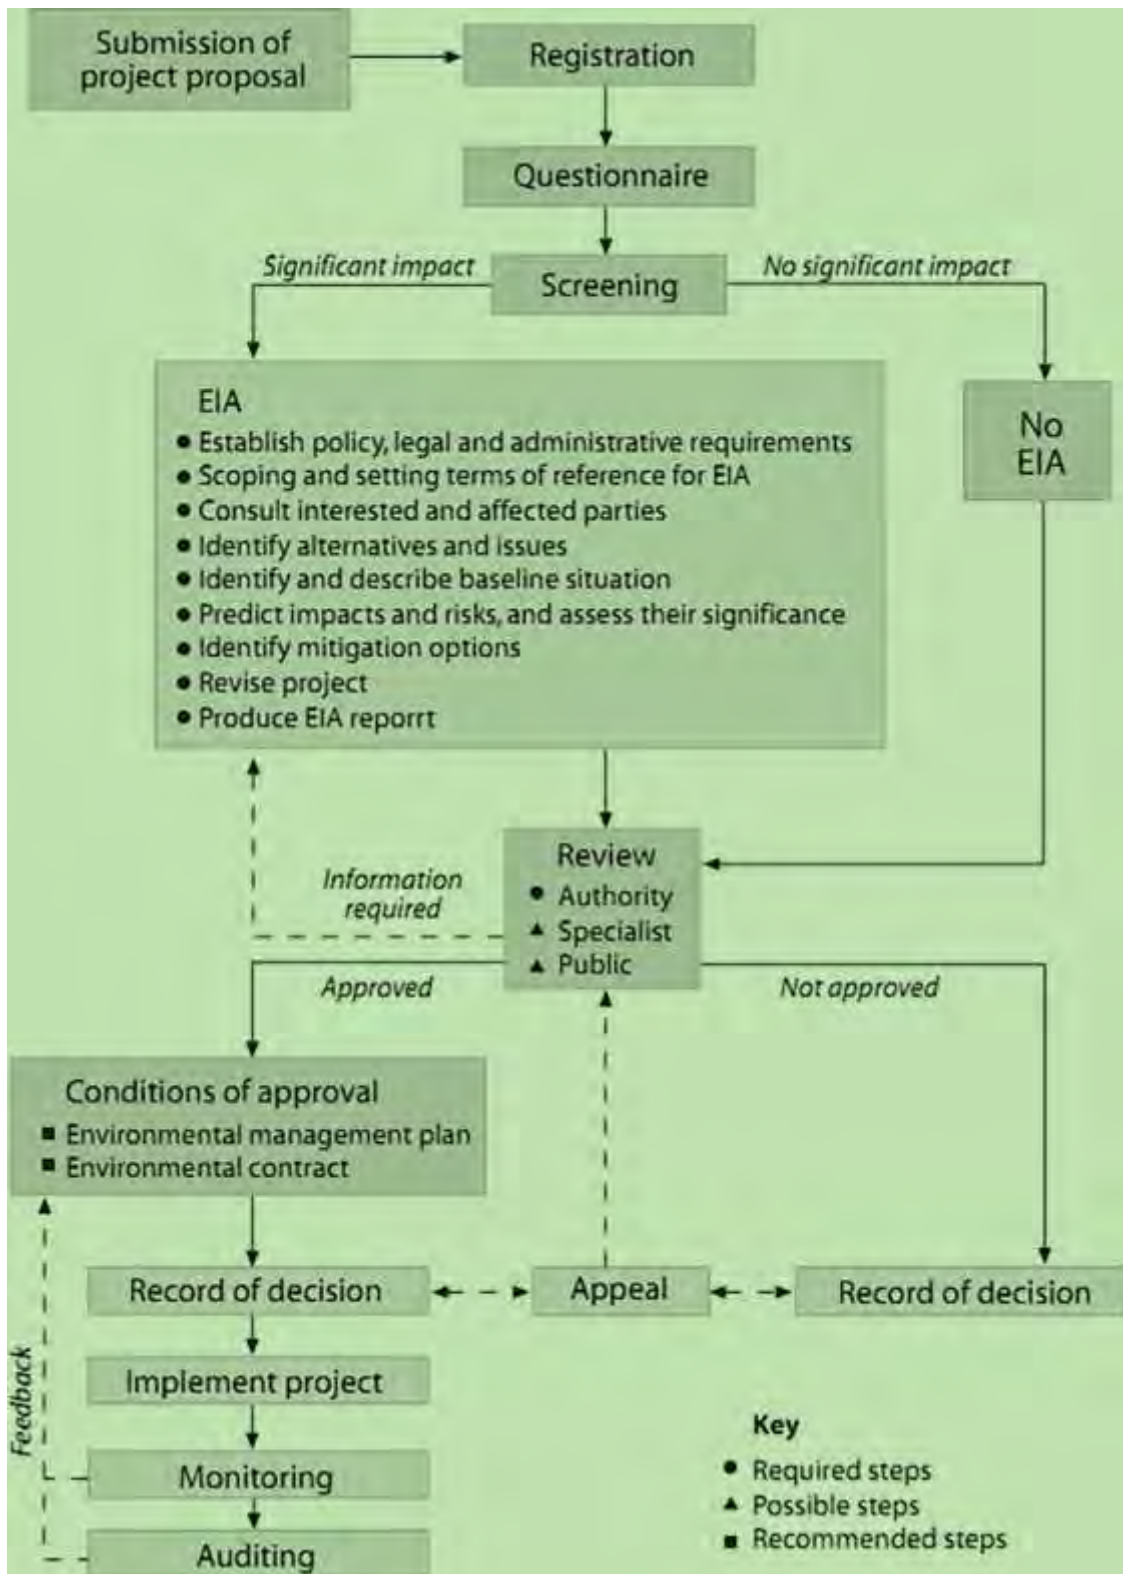 Submission of
project proposal
Registration
Questionnaire
Significant impact
No significant impact
Screening
EIA
● Establish policy, legal and administrative requirements
● Scoping and setting terms of reference for EIA
● Consult interested and affected parties
● Identify alternatives and issues
● Identify and describe baseline situation
● Predict impacts and risks, and assess their significance
● Identify mitigation options
● Revise project
● Produce EIA reporrt
No
EIA
Review
● Authority
▲ Specialist
▲ Public
Information
required
Approved
Not approved
Conditions of approval
■ Environmental management plan
■ Environmental contract
Record of decision
Appeal
Record of decision
Implement project
Feedback
Monitoring
Auditing
Key
● Required steps
▲ Possible steps
■ Recommended steps